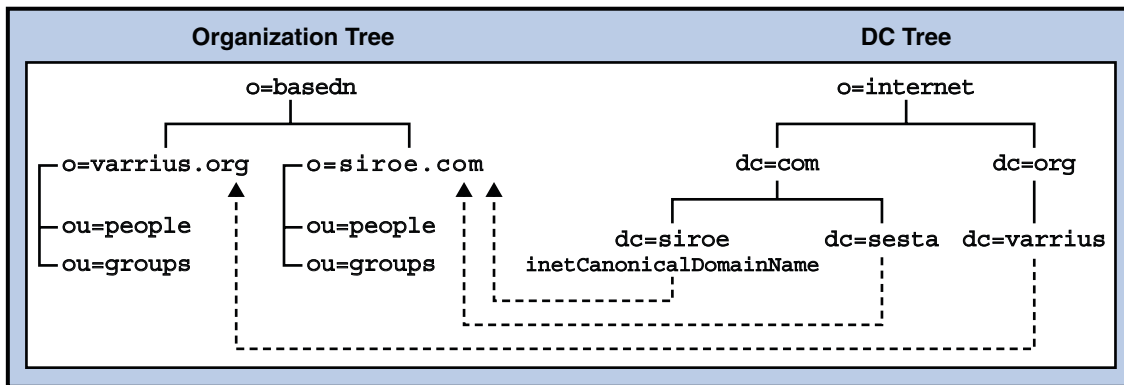 Organization Tree
DC Tree
o=basedn
o=internet
o=varrius.org
o=siroe.com
dc=com
dc=org
ou=people
ou=people
dc=siroe
dc=sesta
dc=varrius
ou=groups
ou=groups
inetCanonicalDomainName